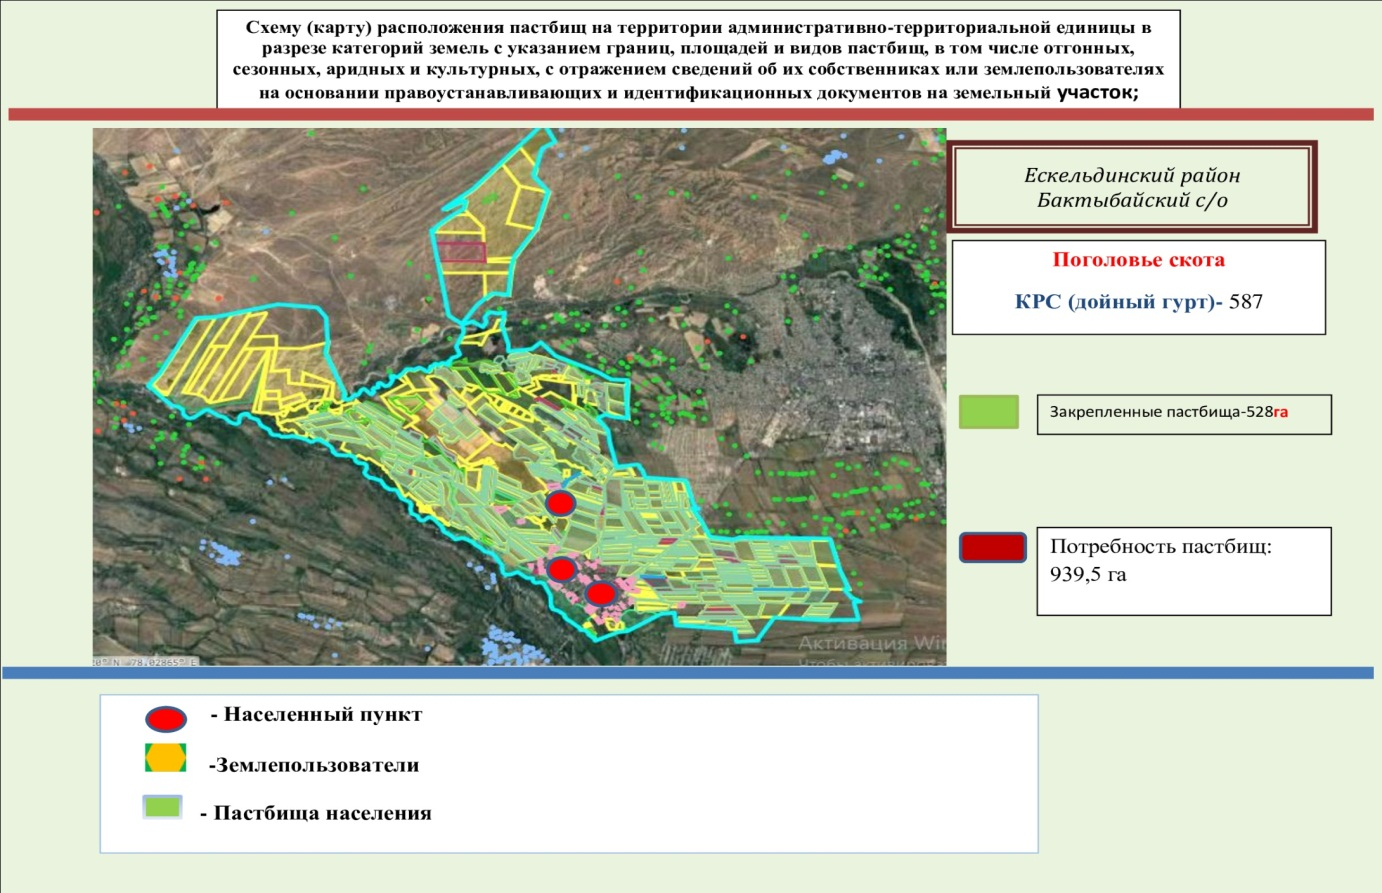 Схему (карту) расположения пастбищ на территории административно-территориальной единицы в
разрезе категорий земель с указанием границ, площадей и видов пастбищ, в том числе отгонных,
сезонных, аридных и культурных, с отражением сведений об их собственниках или землепользователях
на основании правоустанавливающих и идентификационных документов на земельный участок;
Ескельдинский район
Бактыбайский с/о
Поголовье скота
КРС (дойный гурт)- 587
Закрепленные пастбища-528га
Потребность пастбищ:
939,5 га
Активация Wi
78.02865° E
- Населенный пункт
-Землепользователи
- Пастбища населения